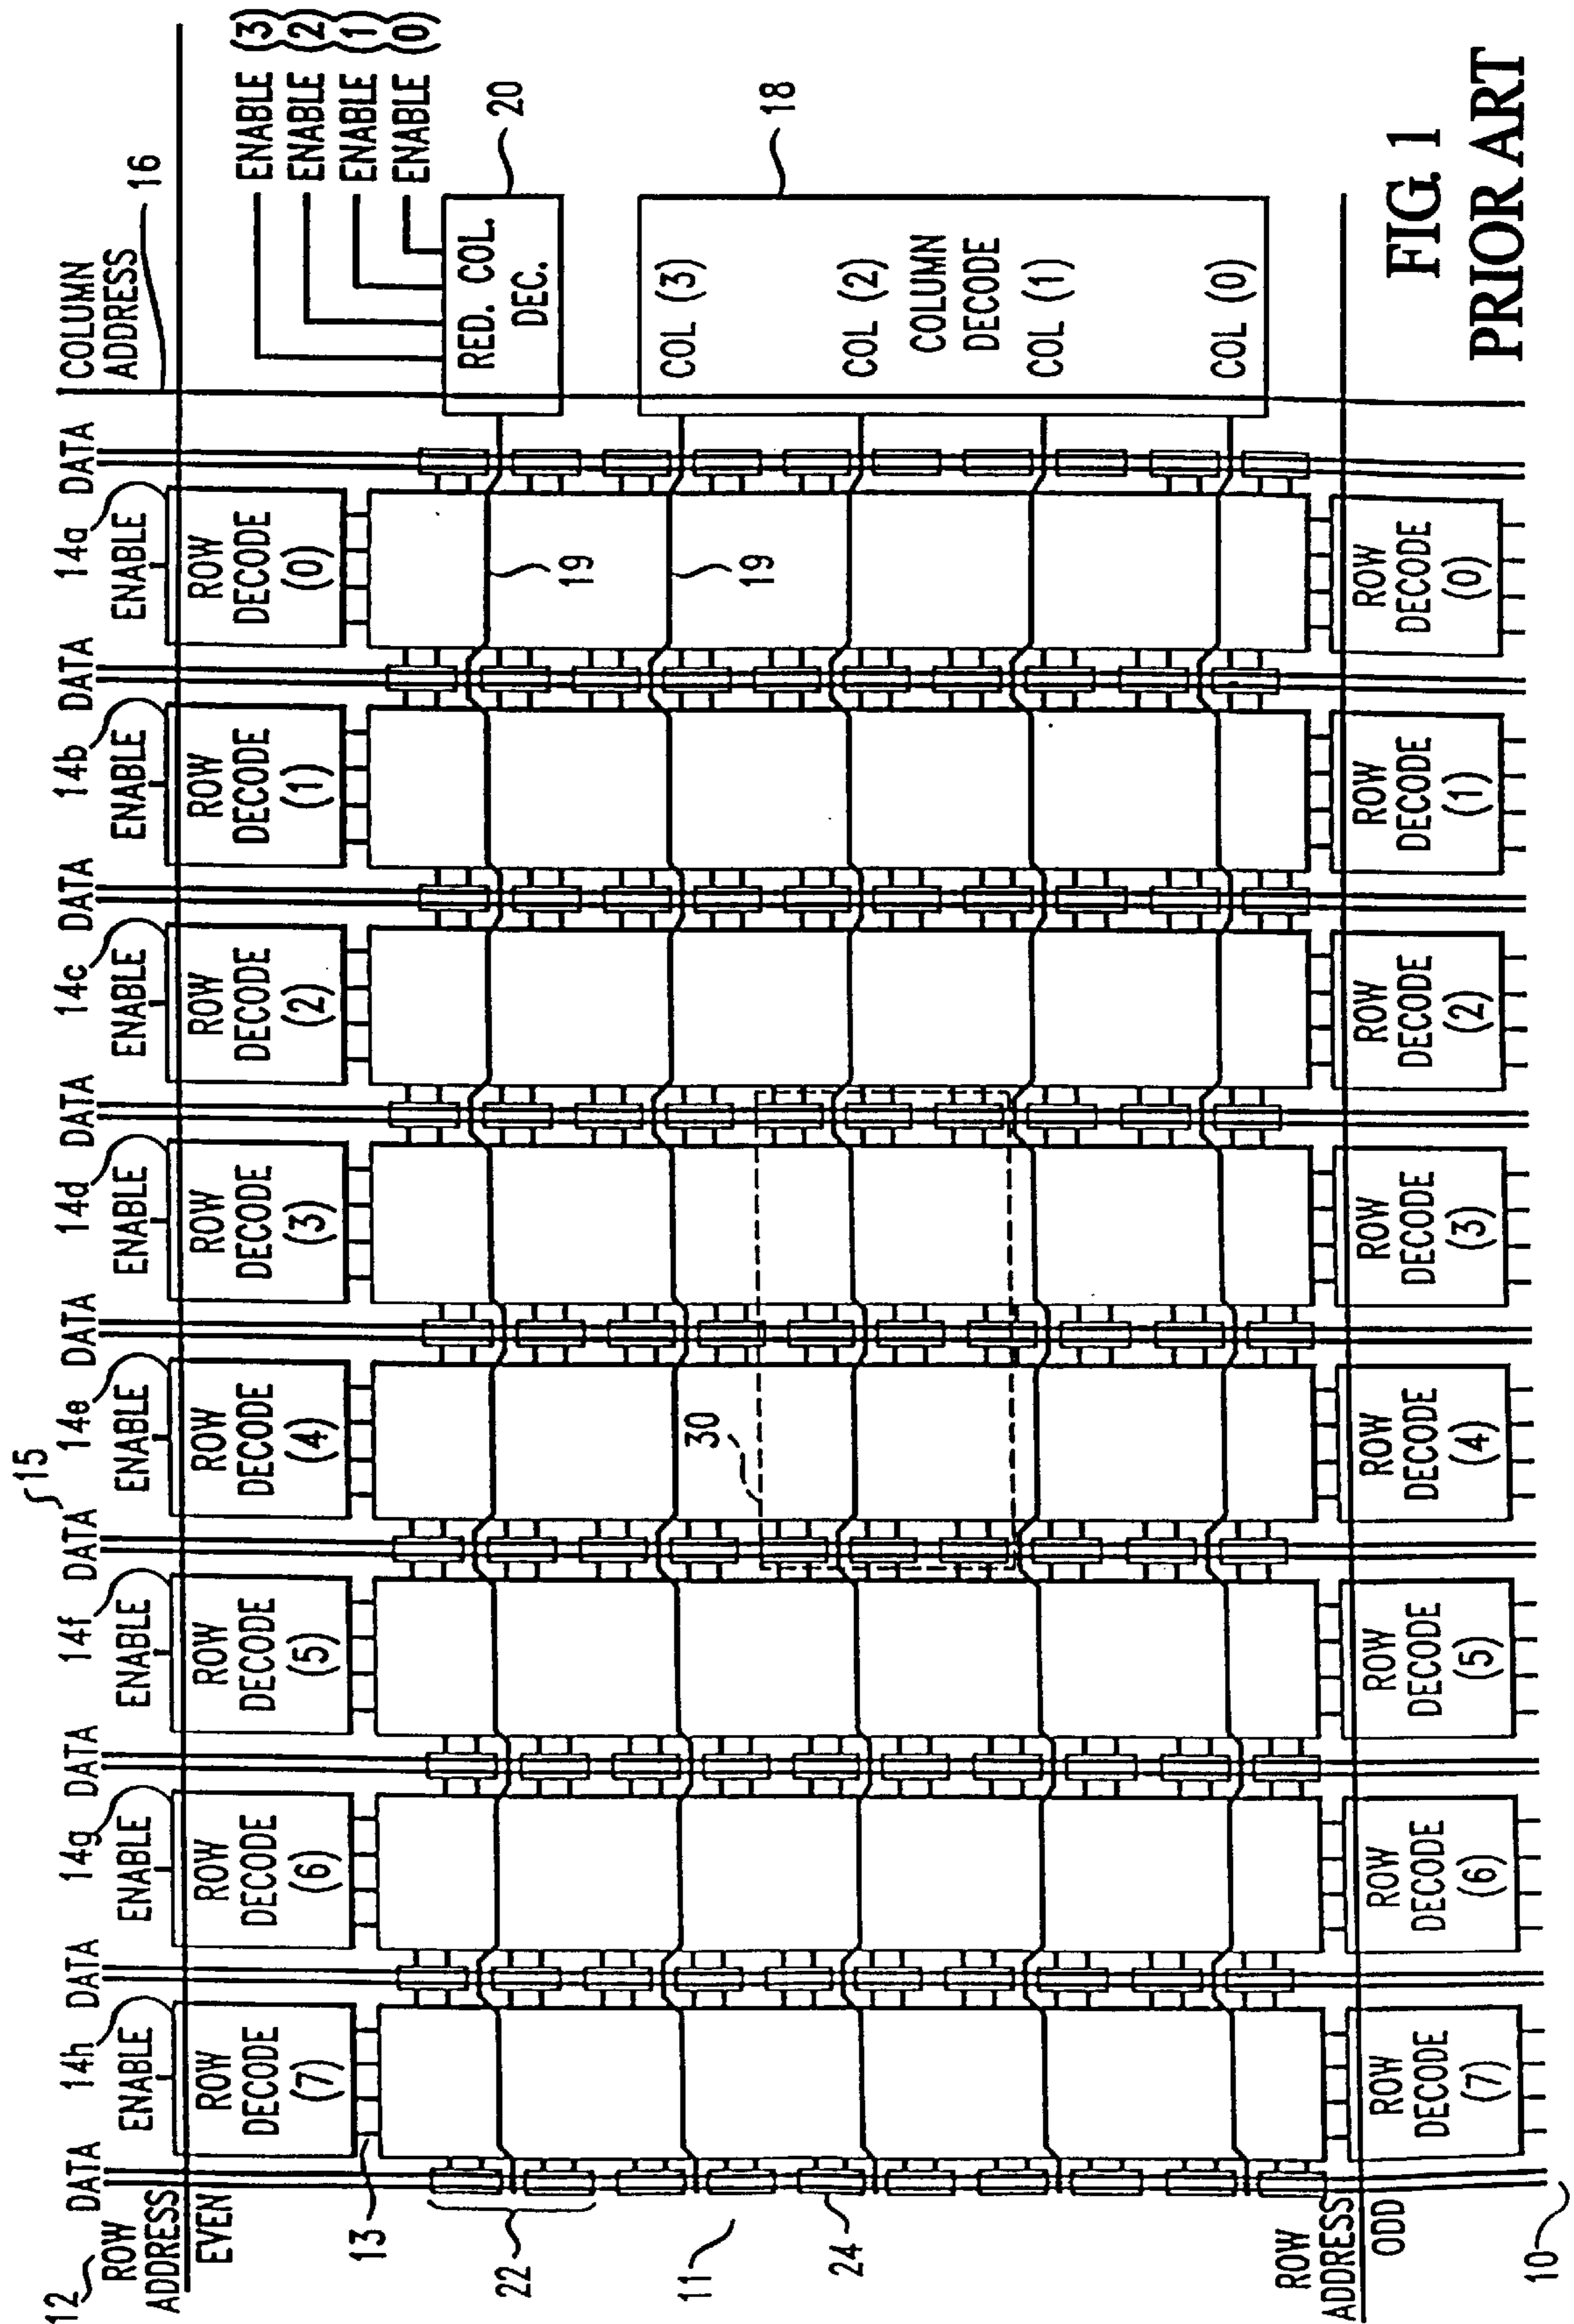 12
ROW
ADDRESS
EVEN
DATA
14h
ENABLE
ROW
DECODE
(7)
DATA
14g
ENABLE
ROW
DECODE
(6)
DATA
14f
ENABLE
ROW
DECODE
(5)
DATA
15
14e
ENABLE
ROW
DECODE
(4)
DATA
14d
ENABLE
ROW
DECODE
(3)
DATA
14c
ENABLE
ROW
DECODE
(2)
DATA
14b
ENABLE
ROW
DECODE
(1)
DATA
14a
ENABLE
ROW
DECODE
(0)
DATA
COLUMN
ADDRESS
16
ENABLE (3)
ENABLE (2)
ENABLE (1)
ENABLE (0)
RED. COL.
DEC.
20
13
22
11
24
30
19
19
COL (3)
COL (2)
COLUMN
DECODE
COL (1)
COL (0)
18
ROW
ADDRESS
ODD
ROW
DECODE
(7)
ROW
DECODE
(6)
ROW
DECODE
(5)
ROW
DECODE
(4)
ROW
DECODE
(3)
ROW
DECODE
(2)
ROW
DECODE
(1)
ROW
DECODE
(0)
10
FIG. 1
PRIOR ART